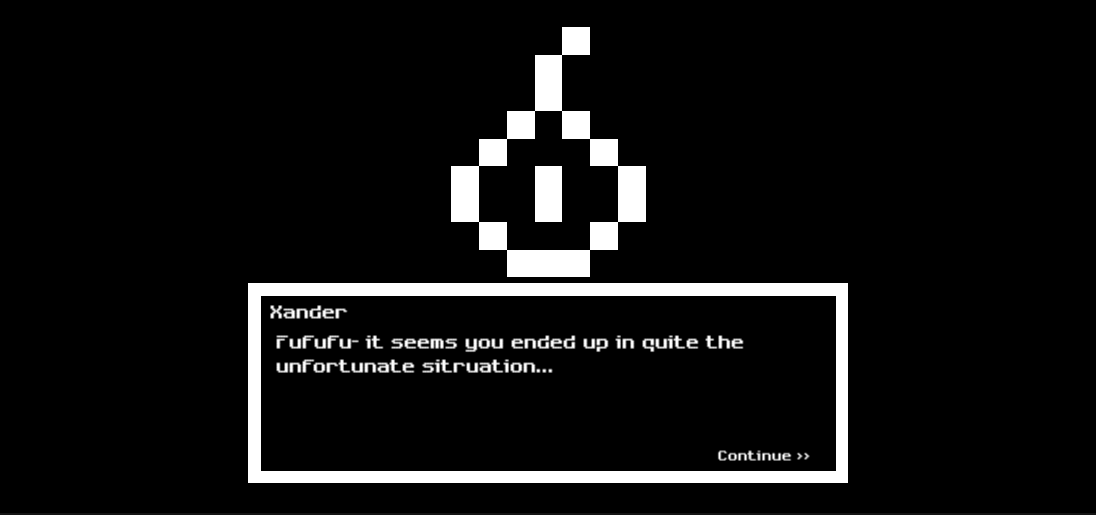 Xander
Fufufu- it seems you ended up in quite the
unfortunate sitruation...
Continue >>